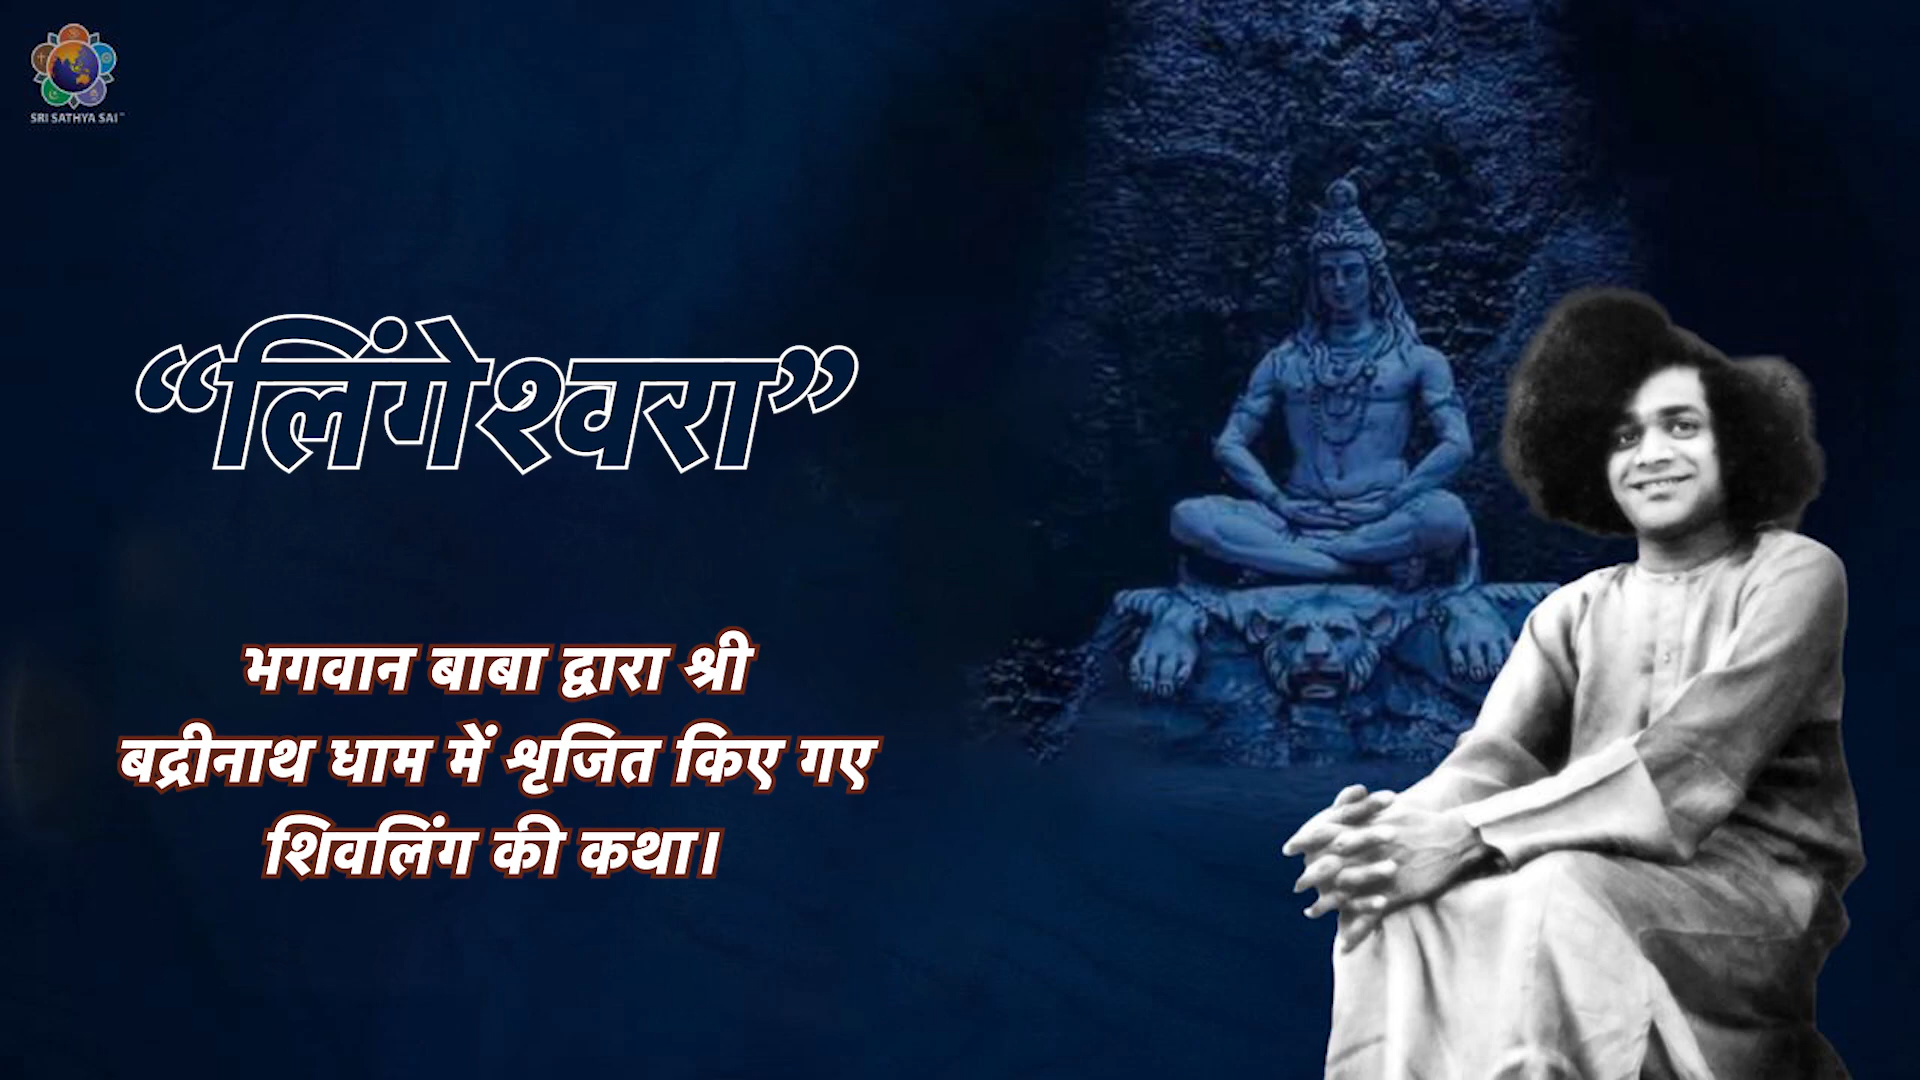 SRI SATHYA SAI
“लिंगेश्वरा”
भगवान बाबा द्वारा श्री
बद्रीनाथ धाम में शृजित किए गए
शिवलिंग की कथा।